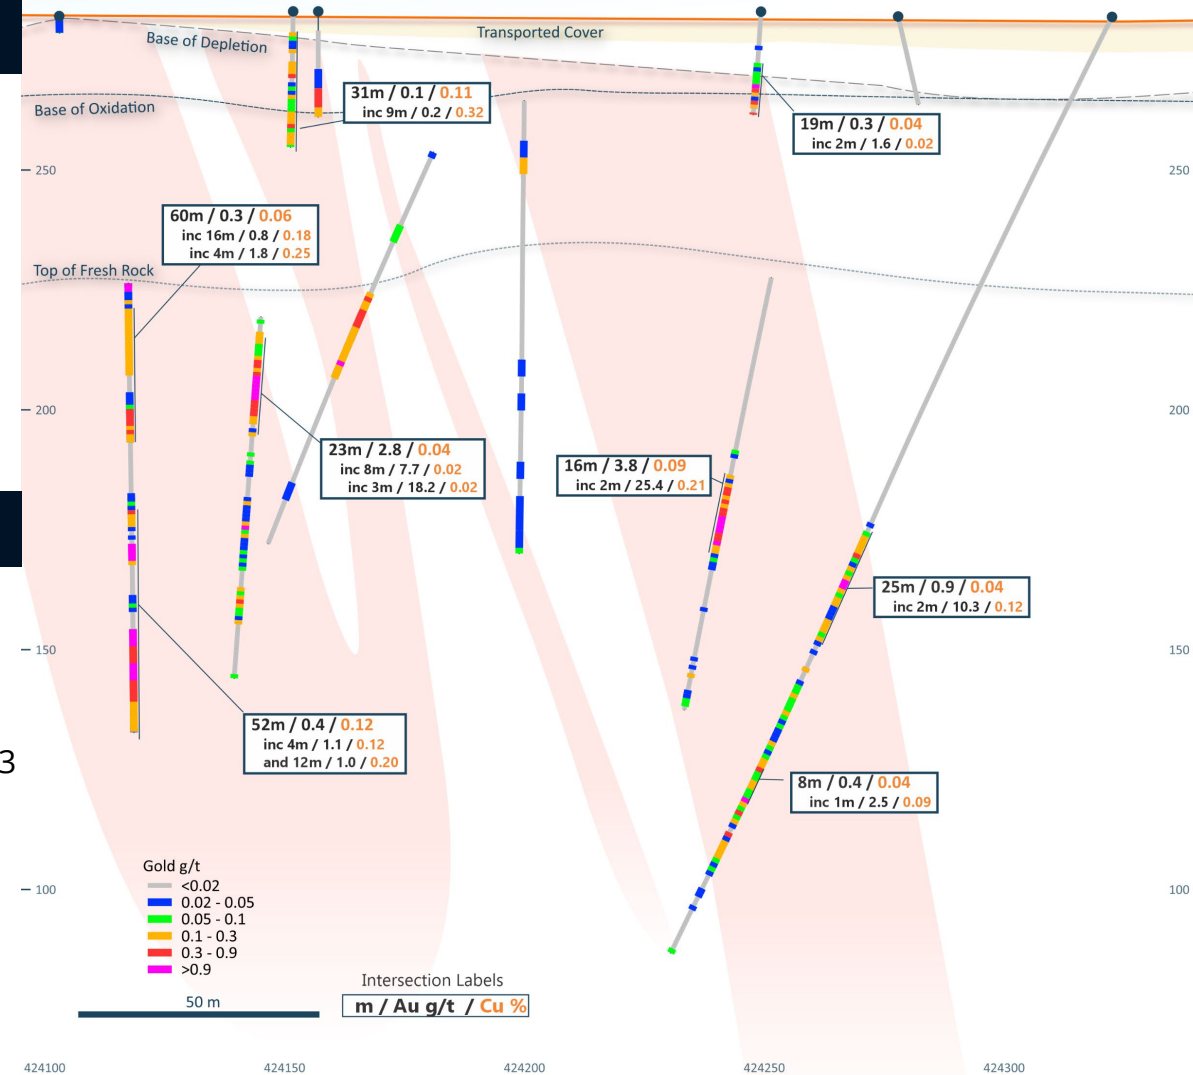 Transported Cover
Base of Depletion
Base of Oxidation
31m / 0.1 / 0.11
inc 9m / 0.2 / 0.32
19m / 0.3 / 0.04
inc 2m / 1.6 / 0.02
250
250
60m / 0.3 / 0.06
inc 16m / 0.8 / 0.18
inc 4m / 1.8 / 0.25
Top of Fresh Rock
200
200
23m / 2.8 / 0.04
inc 8m / 7.7 / 0.02
inc 3m / 18.2 / 0.02
16m / 3.8 / 0.09
inc 2m / 25.4 / 0.21
25m / 0.9 / 0.04
inc 2m / 10.3 / 0.12
150
150
52m / 0.4 / 0.12
inc 4m / 1.1 / 0.12
and 12m / 1.0 / 0.20
3
8m / 0.4 / 0.04
inc 1m / 2.5 / 0.09
100
100
Gold g/t
<0.02
0.02 - 0.05
0.05 - 0.1
0.1 - 0.3
0.3 - 0.9
>0.9
50 m
Intersection Labels
m / Au g/t / Cu %
424100
424150
424200
424250
424300